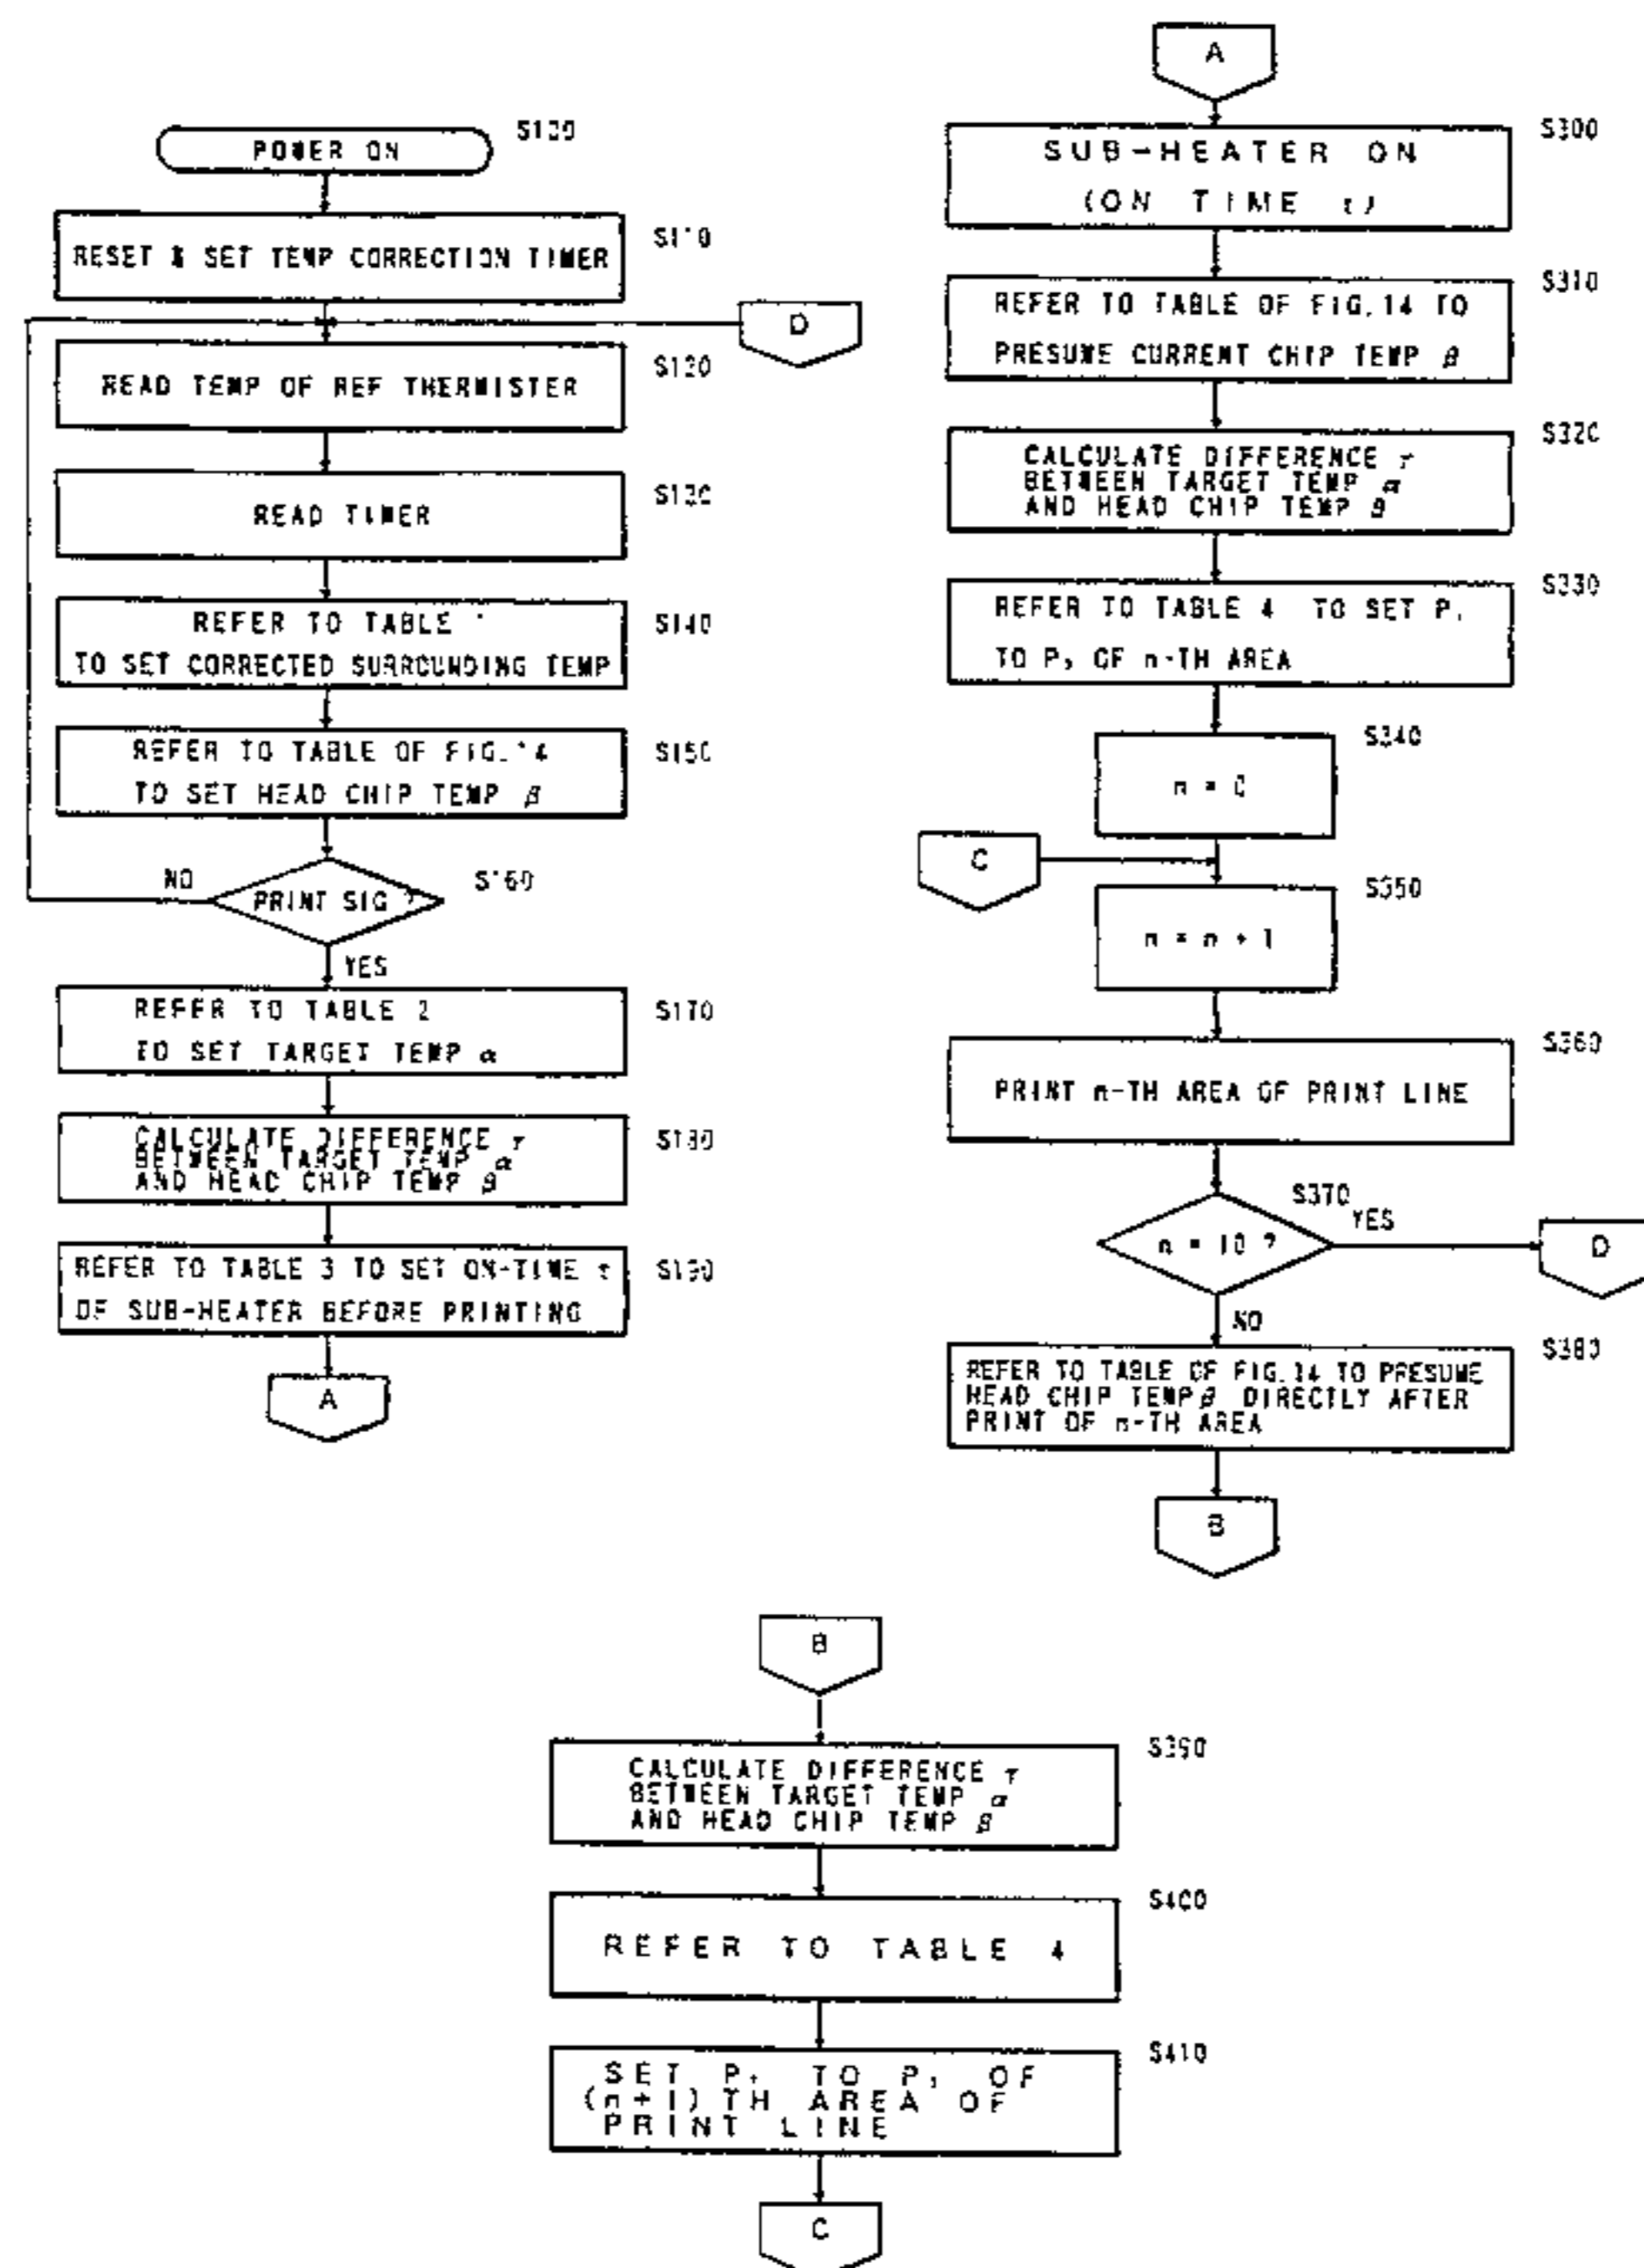 POWER ON
S100
RESET & SET TEMP CORRECTION TIMER
S110
D
READ TEMP OF REF THERMISTER
S120
READ TIMER
S130
REFER TO TABLE
TO SET CORRECTED SURROUNDING TEMP
S140
REFER TO TABLE OF FIG. 14
TO SET HEAD CHIP TEMP β
S150
NO
PRINT SIG ?
S160
YES
REFER TO TABLE 2
TO SET TARGET TEMP α
S170
CALCULATE DIFFERENCE γ
BETWEEN TARGET TEMP α
AND HEAD CHIP TEMP β
S180
REFER TO TABLE 3 TO SET ON-TIME t
OF SUB-HEATER BEFORE PRINTING
S190
A
A
SUB-HEATER ON
(ON TIME t)
S300
REFER TO TABLE OF FIG. 14 TO
PRESUME CURRENT CHIP TEMP β
S310
CALCULATE DIFFERENCE γ
BETWEEN TARGET TEMP α
AND HEAD CHIP TEMP β
S320
REFER TO TABLE 4 TO SET P
TO P OF n-TH AREA
S330
n = 0
S340
C
n = n + 1
S350
PRINT n-TH AREA OF PRINT LINE
S360
n = 10 ?
S370
YES
D
NO
REFER TO TABLE OF FIG. 14 TO PRESUME
HEAD CHIP TEMP β DIRECTLY AFTER
PRINT OF n-TH AREA
S380
B
B
CALCULATE DIFFERENCE γ
BETWEEN TARGET TEMP α
AND HEAD CHIP TEMP β
S390
REFER TO TABLE 4
S400
SET P TO P OF
(n+1) TH AREA OF
PRINT LINE
S410
C